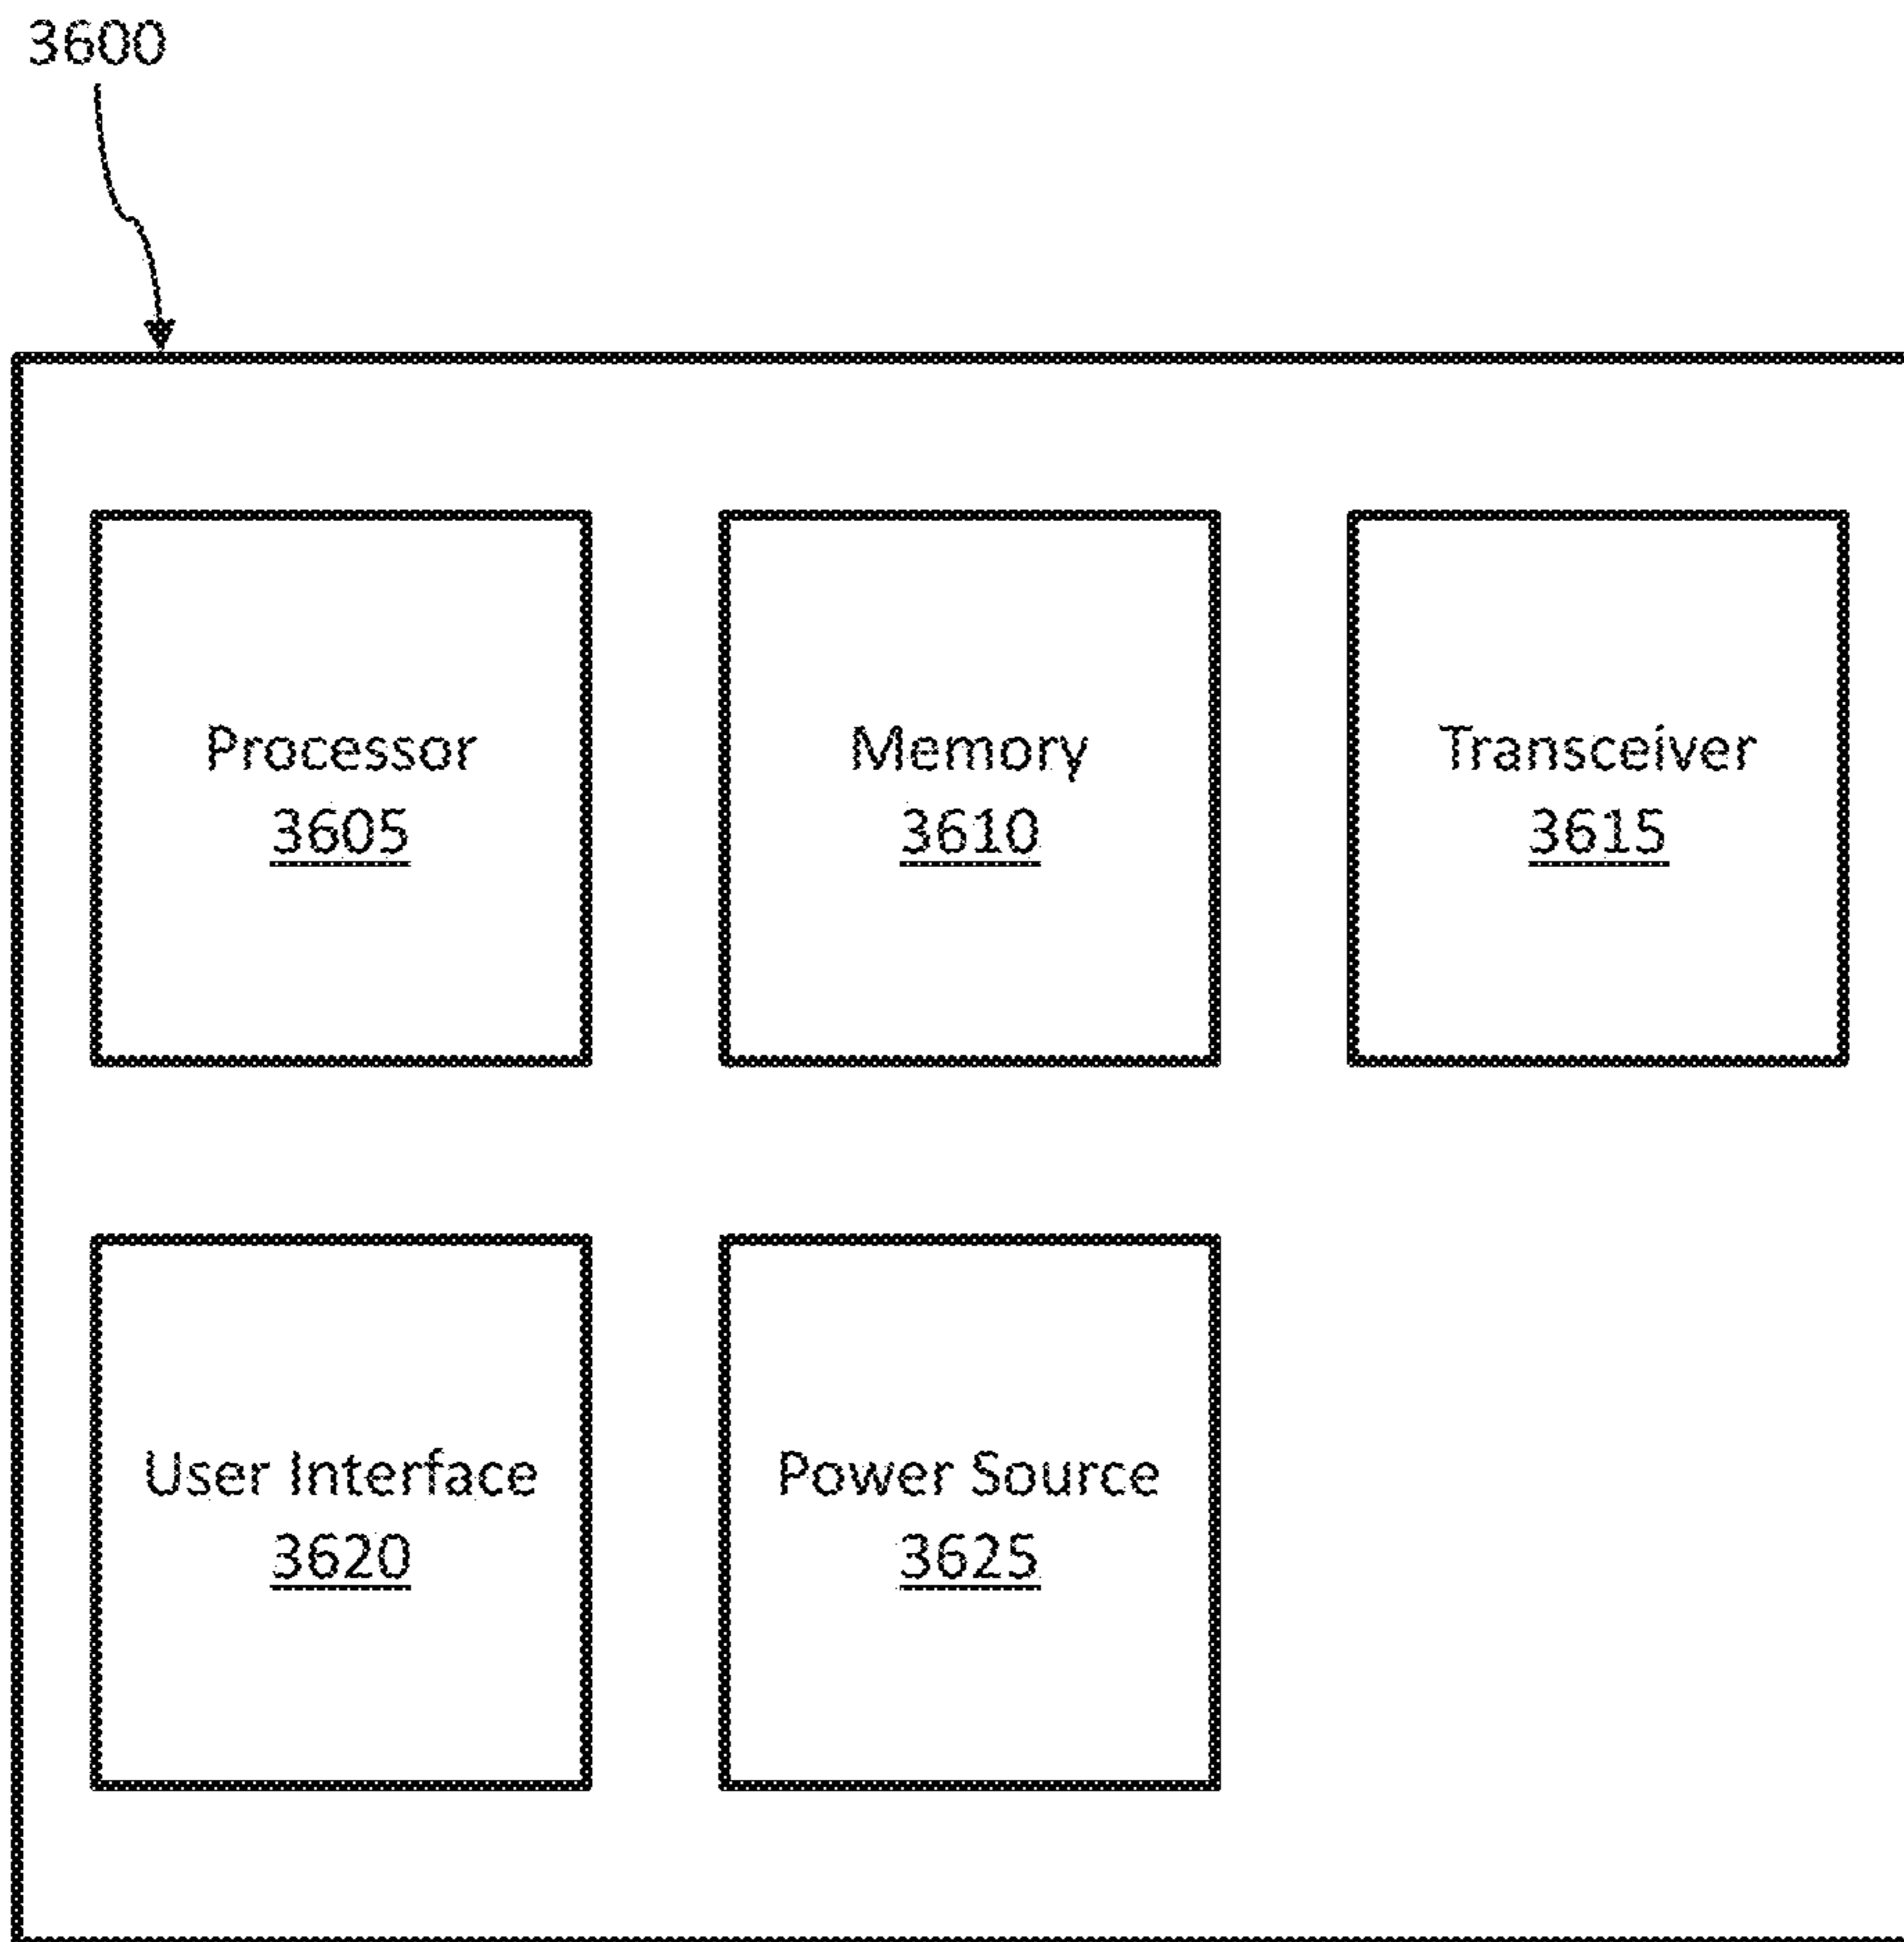 3600
Processor
3605
Memory
3610
Transceiver
3615
User Interface
3620
Power Source
3625